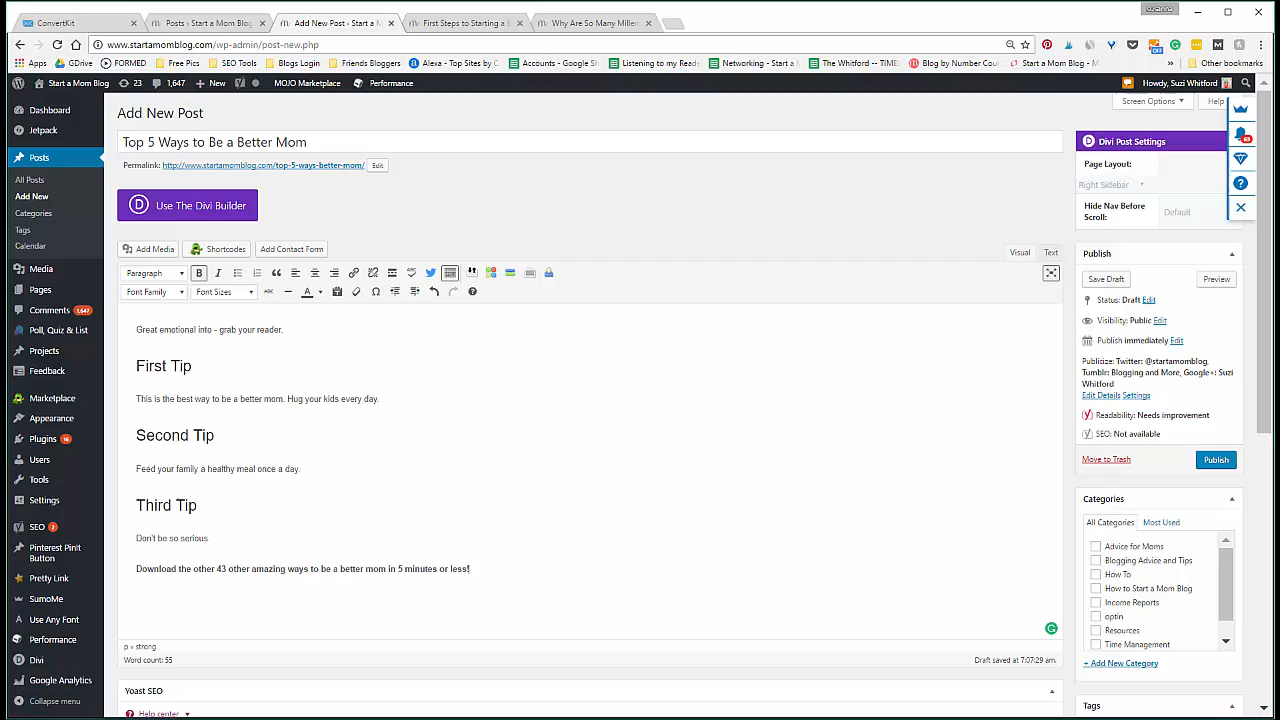 suzanna
ConvertKit
Posts ‹ Start a Mom Blog
Add New Post ‹ Start a M
First Steps to Starting a B
Why Are So Many Millen
www.startamomblog.com/wp-admin/post-new.php
Apps GDrive FORMED Free Pics SEO Tools Blogs Login Friends Bloggers Alexa - Top Sites by C Accounts - Google Sh Listening to my Read Networking - Start a The Whorton -- TIME Blog by Number Cour Start a Mom Blog - M » Other bookmarks
Start a Mom Blog 23 1,647 New MOJO Marketplace Performance Howdy, Suzi Whitford
Dashboard
Jetpack
Posts
All Posts
Add New
Categories
Tags
Calendar
Media
Pages
Comments 1,647
Poll, Quiz & List
Projects
Feedback
Marketplace
Appearance
Plugins 16
Users
Tools
Settings
SEO 2
Pinterest PinIt
Button
Pretty Link
SumoMe
Use Any Font
Performance
Divi
Google Analytics
Collapse menu
Add New Post
Screen Options Help
Top 5 Ways to Be a Better Mom
Permalink: http://www.startamomblog.com/top-5-ways-better-mom/ Edit
Use The Divi Builder
Add Media Shortcodes Add Contact Form
Visual Text
Paragraph B I
Font Family Font Sizes ABC A
Great emotional into - grab your reader.
First Tip
This is the best way to be a better mom. Hug your kids every day.
Second Tip
Feed your family a healthy meal once a day.
Third Tip
Don't be so serious.
Download the other 43 other amazing ways to be a better mom in 5 minutes or less!
p » strong
Word count: 55
Draft saved at 7:07:29 am.
Yoast SEO
Help center
Divi Post Settings
Page Layout:
Right Sidebar
Hide Nav Before
Scroll:
Default
Publish
Save Draft Preview
Status: Draft Edit
Visibility: Public Edit
Publish immediately Edit
Publicize: Twitter: @startamomblog,
Tumblr: Blogging and More, Google+: Suzi
Whitford
Edit Details Settings
Readability: Needs improvement
SEO: Not available
Move to Trash Publish
Categories
All Categories Most Used
Advice for Moms
Blogging Advice and Tips
How To
How to Start a Mom Blog
Income Reports
optin
Resources
Time Management
+ Add New Category
Tags